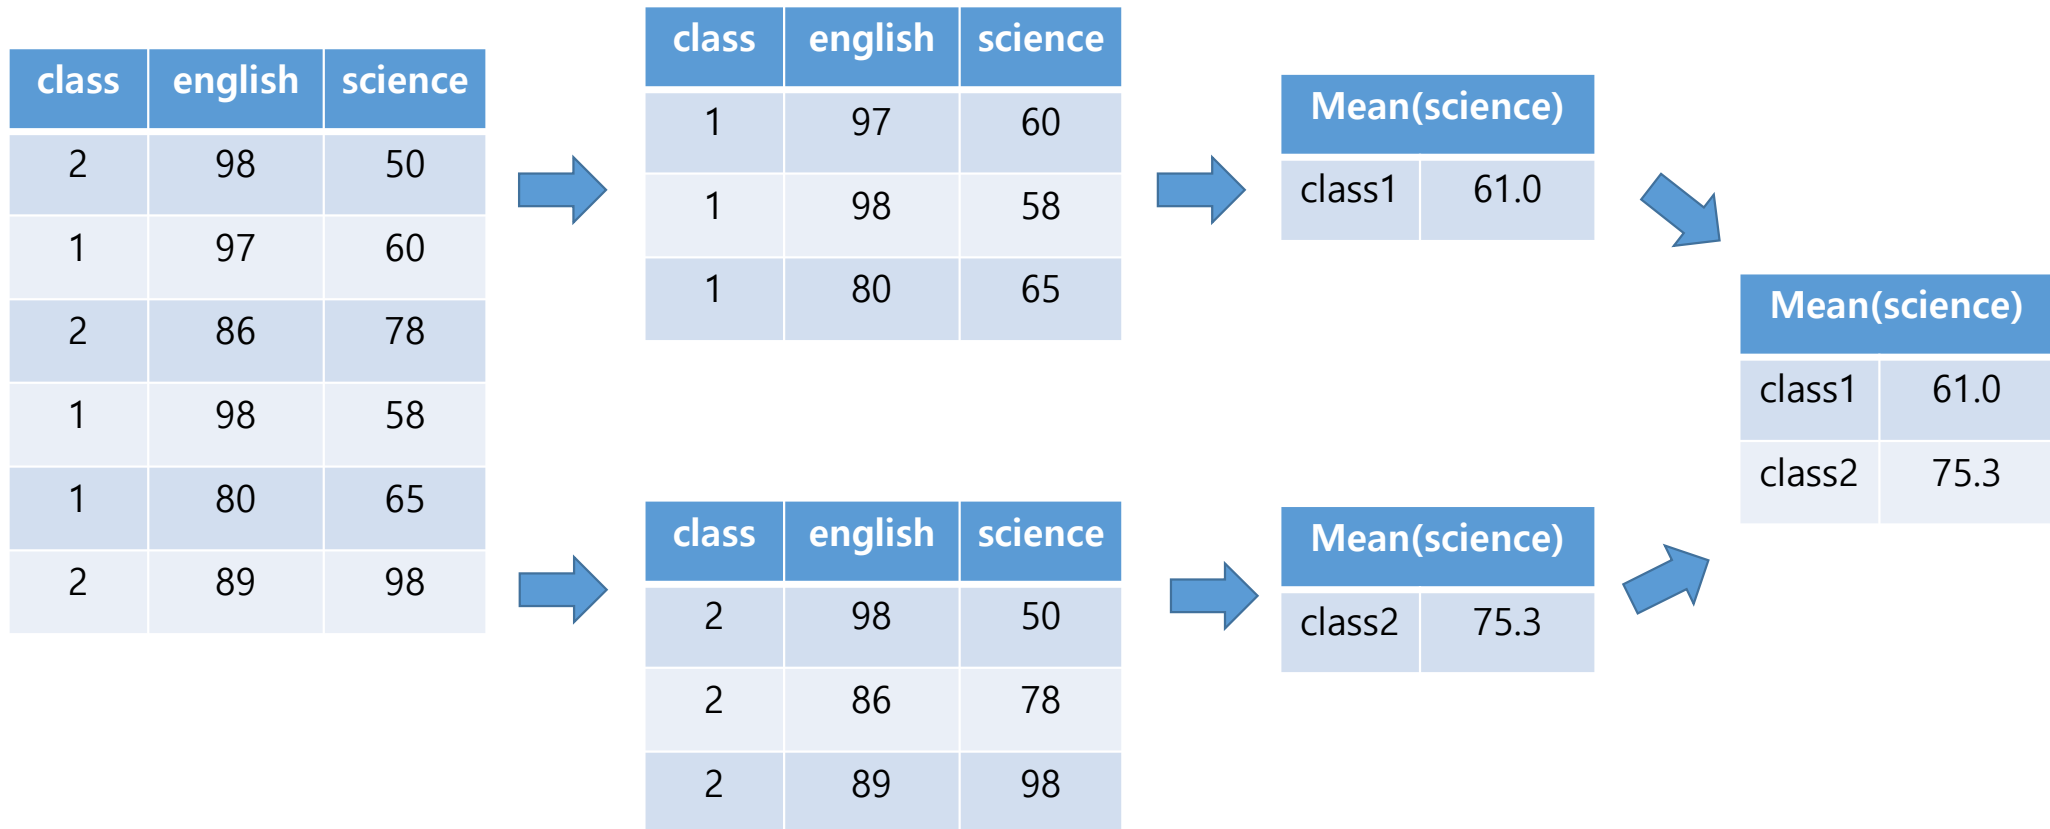 class english science
2 98 50
1 97 60
2 86 78
1 98 58
1 80 65
2 89 98
class english science
1 97 60
1 98 58
1 80 65
class english science
2 98 50
2 86 78
2 89 98
Mean(science)
class1 61.0
Mean(science)
class2 75.3
Mean(science)
class1 61.0
class2 75.3